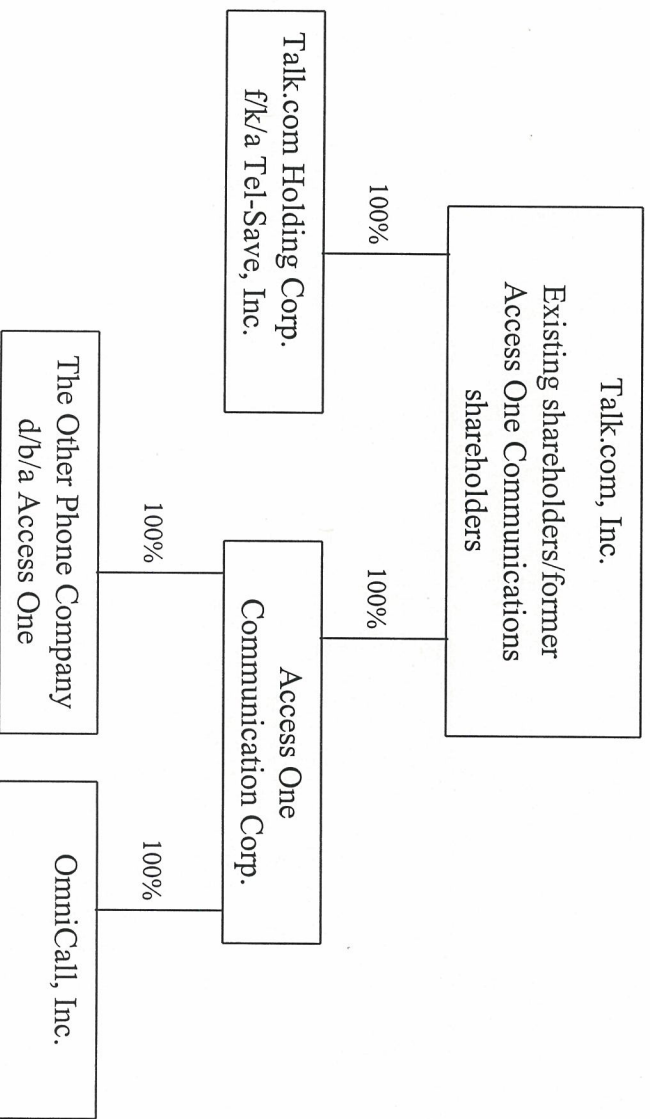 Talk.com, Inc.
Existing shareholders/former
Access One Communications
shareholders
100%
100%
Talk.com Holding Corp.
f/k/a Tel-Save, Inc.
Access One
Communication Corp.
100%
100%
The Other Phone Company
d/b/a Access One
OmniCall, Inc.